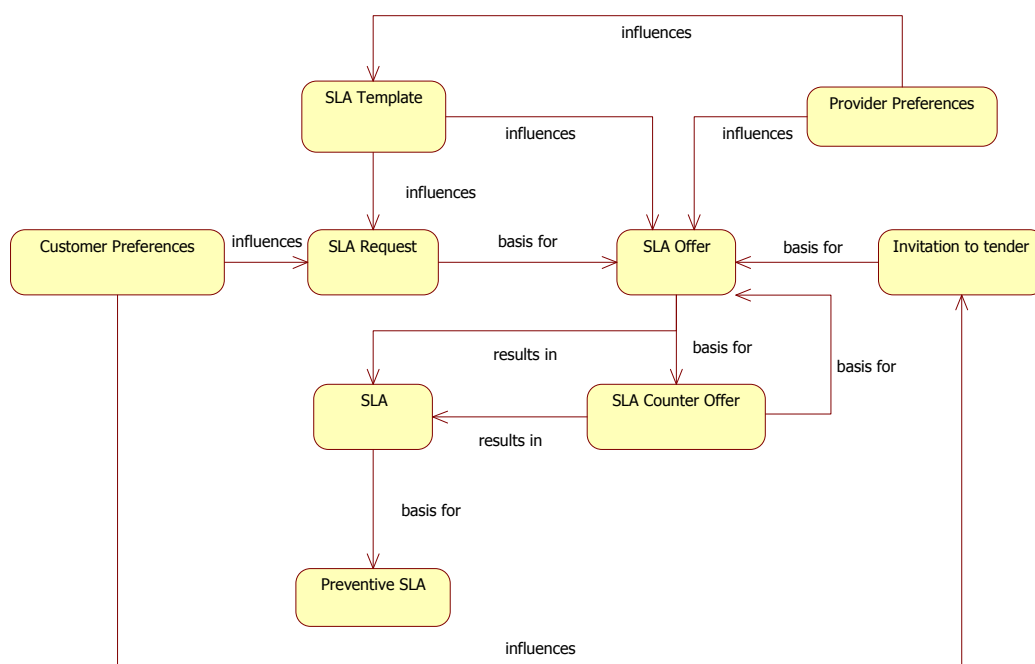 influences
SLA Template
Provider Preferences
influences
influences
influences
Customer Preferences
influences
SLA Request
basis for
SLA Offer
basis for
Invitation to tender
results in
basis for
basis for
SLA
SLA Counter Offer
results in
basis for
Preventive SLA
influences